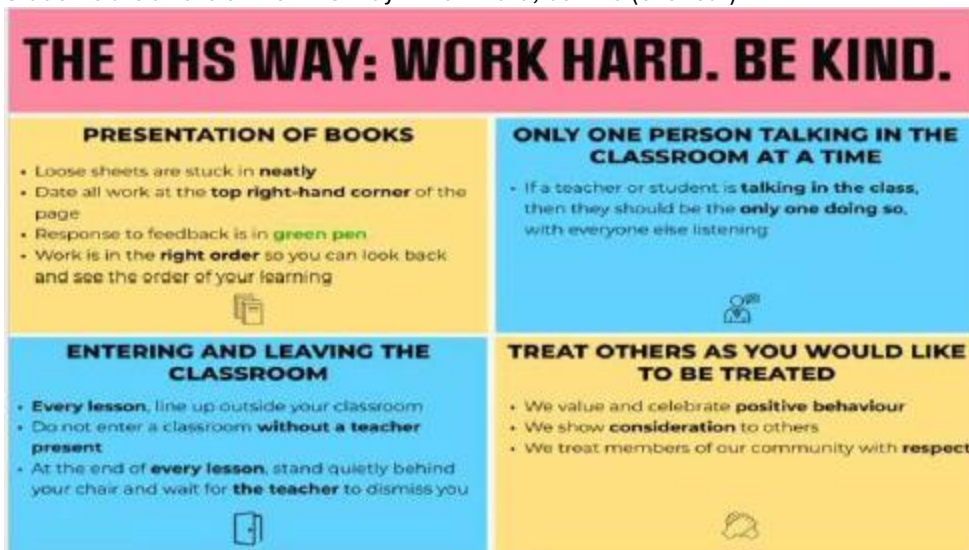 THE DHS WAY: WORK HARD. BE KIND.
PRESENTATION OF BOOKS
• Loose sheets are stuck in neatly
• Date all work at the top right-hand corner of the
page
• Response to feedback is in green pen
• Work is in the right order so you can look back
and see the order of your learning
ONLY ONE PERSON TALKING IN THE
CLASSROOM AT A TIME
• If a teacher or student is talking in the class,
then they should be the only one doing so,
with everyone else listening
ENTERING AND LEAVING THE
CLASSROOM
• Every lesson, line up outside your classroom
• Do not enter a classroom without a teacher
present
• At the end of every lesson, stand quietly behind
your chair and wait for the teacher to dismiss you
TREAT OTHERS AS YOU WOULD LIKE
TO BE TREATED
• We value and celebrate positive behaviour
• We show consideration to others
• We treat members of our community with respect